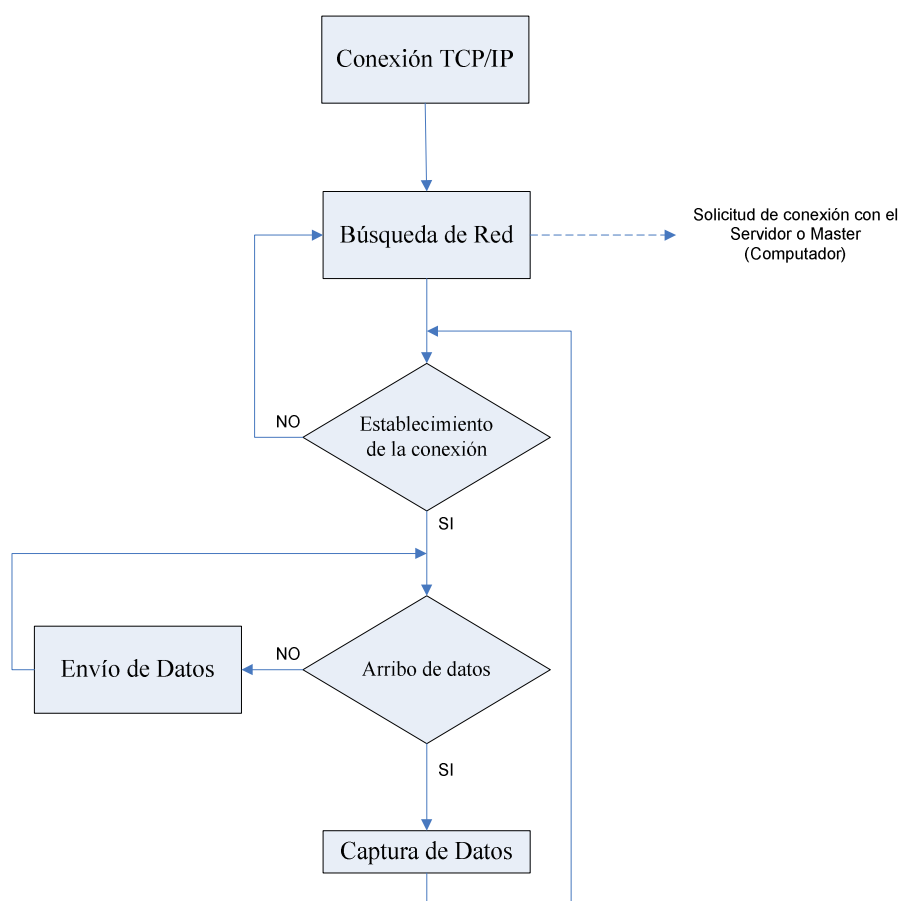 Conexión TCP/IP
Búsqueda de Red
Solicitud de conexión con el
Servidor o Master
(Computador)
NO
Establecimiento
de la conexión
SI
Envío de Datos
NO
Arribo de datos
SI
Captura de Datos